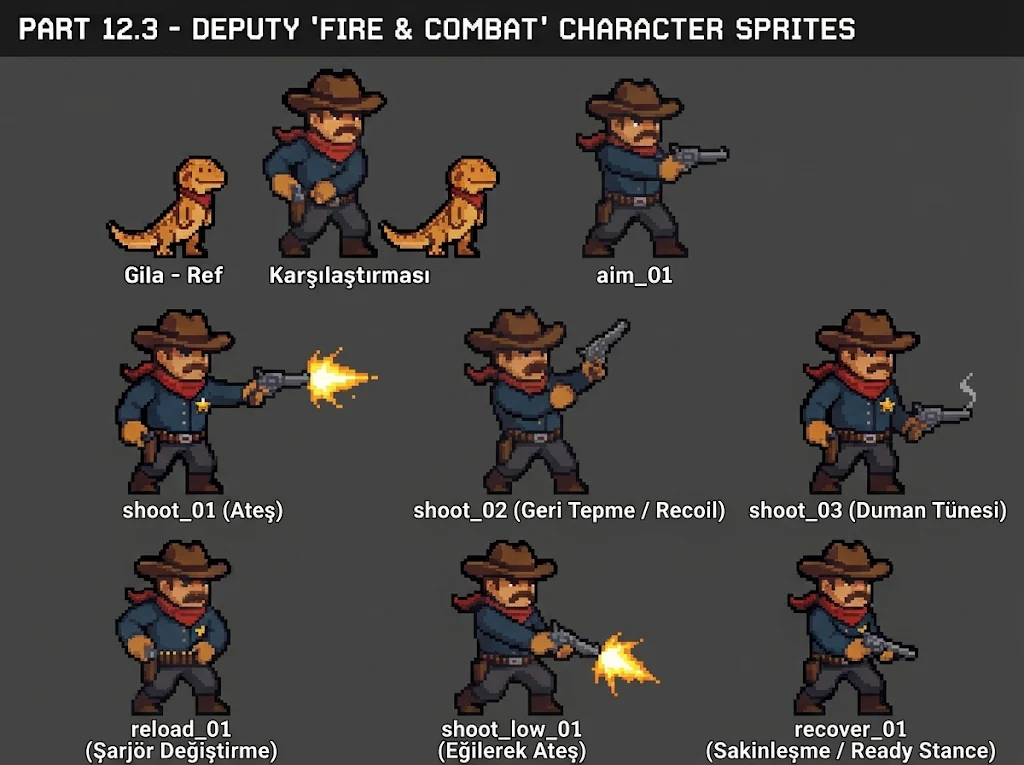 PART 12.3 - DEPUTY 'FIRE & COMBAT' CHARACTER SPRITES
Gila - Ref
Karşılaştırması
aim_01
shoot_01 (Ateş)
shoot_02 (Geri Tepme / Recoil)
shoot_03 (Duman Tünesi)
reload_01
(Şarjör Değiştirme)
shoot_low_01
(Eğilerek Ateş)
recover_01
(Sakinleşme / Ready Stance)